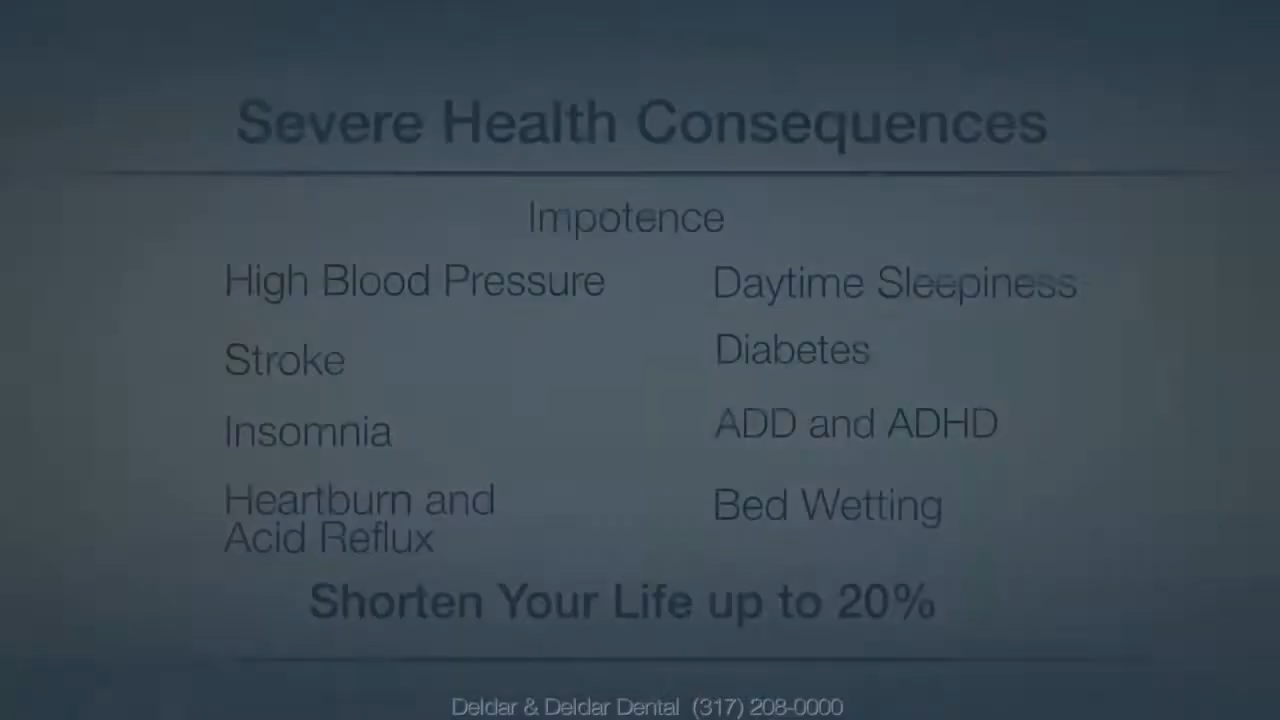 Severe Health Consequences
Impotence
High Blood Pressure
Daytime Sleepiness
Stroke
Diabetes
Insomnia
ADD and ADHD
Heartburn and
Acid Reflux
Bed Wetting
Shorten Your Life up to 20%
Deldar & Deldar Dental (317) 208-0000